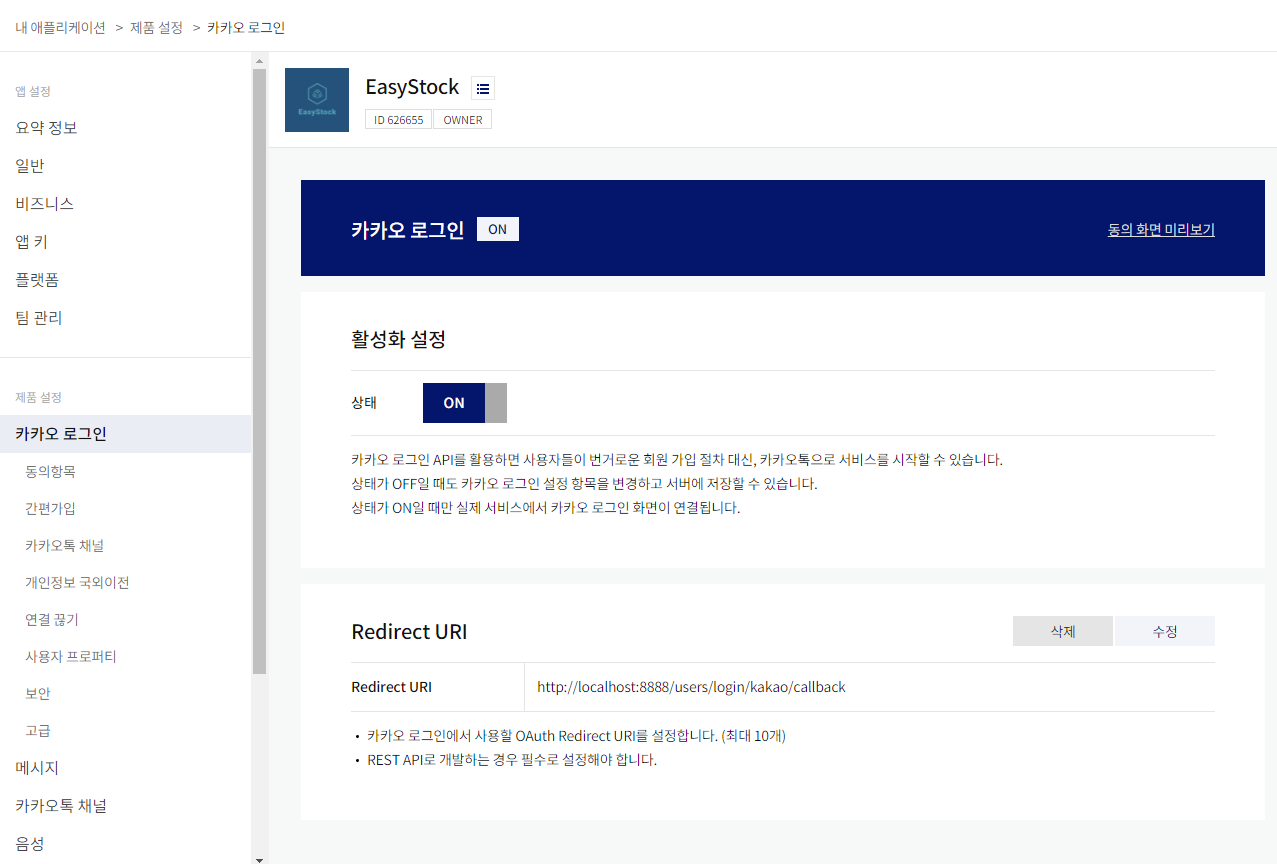 내 애플리케이션 > 제품 설정 > 카카오 로그인
앱 설정
요약 정보
일반
비즈니스
앱 키
플랫폼
팀 관리
제품 설정
카카오 로그인
동의항목
간편가입
카카오톡 채널
개인정보 국외이전
연결 끊기
사용자 프로퍼티
보안
고급
메시지
카카오톡 채널
음성
EasyStock
EasyStock
ID 626655 OWNER
카카오 로그인 ON
동의 화면 미리보기
활성화 설정
상태 ON
카카오 로그인 API를 활용하면 사용자들이 번거로운 회원 가입 절차 대신, 카카오톡으로 서비스를 시작할 수 있습니다.
상태가 OFF일 때도 카카오 로그인 설정 항목을 변경하고 서버에 저장할 수 있습니다.
상태가 ON일 때만 실제 서비스에서 카카오 로그인 화면이 연결됩니다.
Redirect URI
삭제 수정
Redirect URI http://localhost:8888/users/login/kakao/callback
• 카카오 로그인에서 사용할 OAuth Redirect URI를 설정합니다. (최대 10개)
• REST API로 개발하는 경우 필수로 설정해야 합니다.